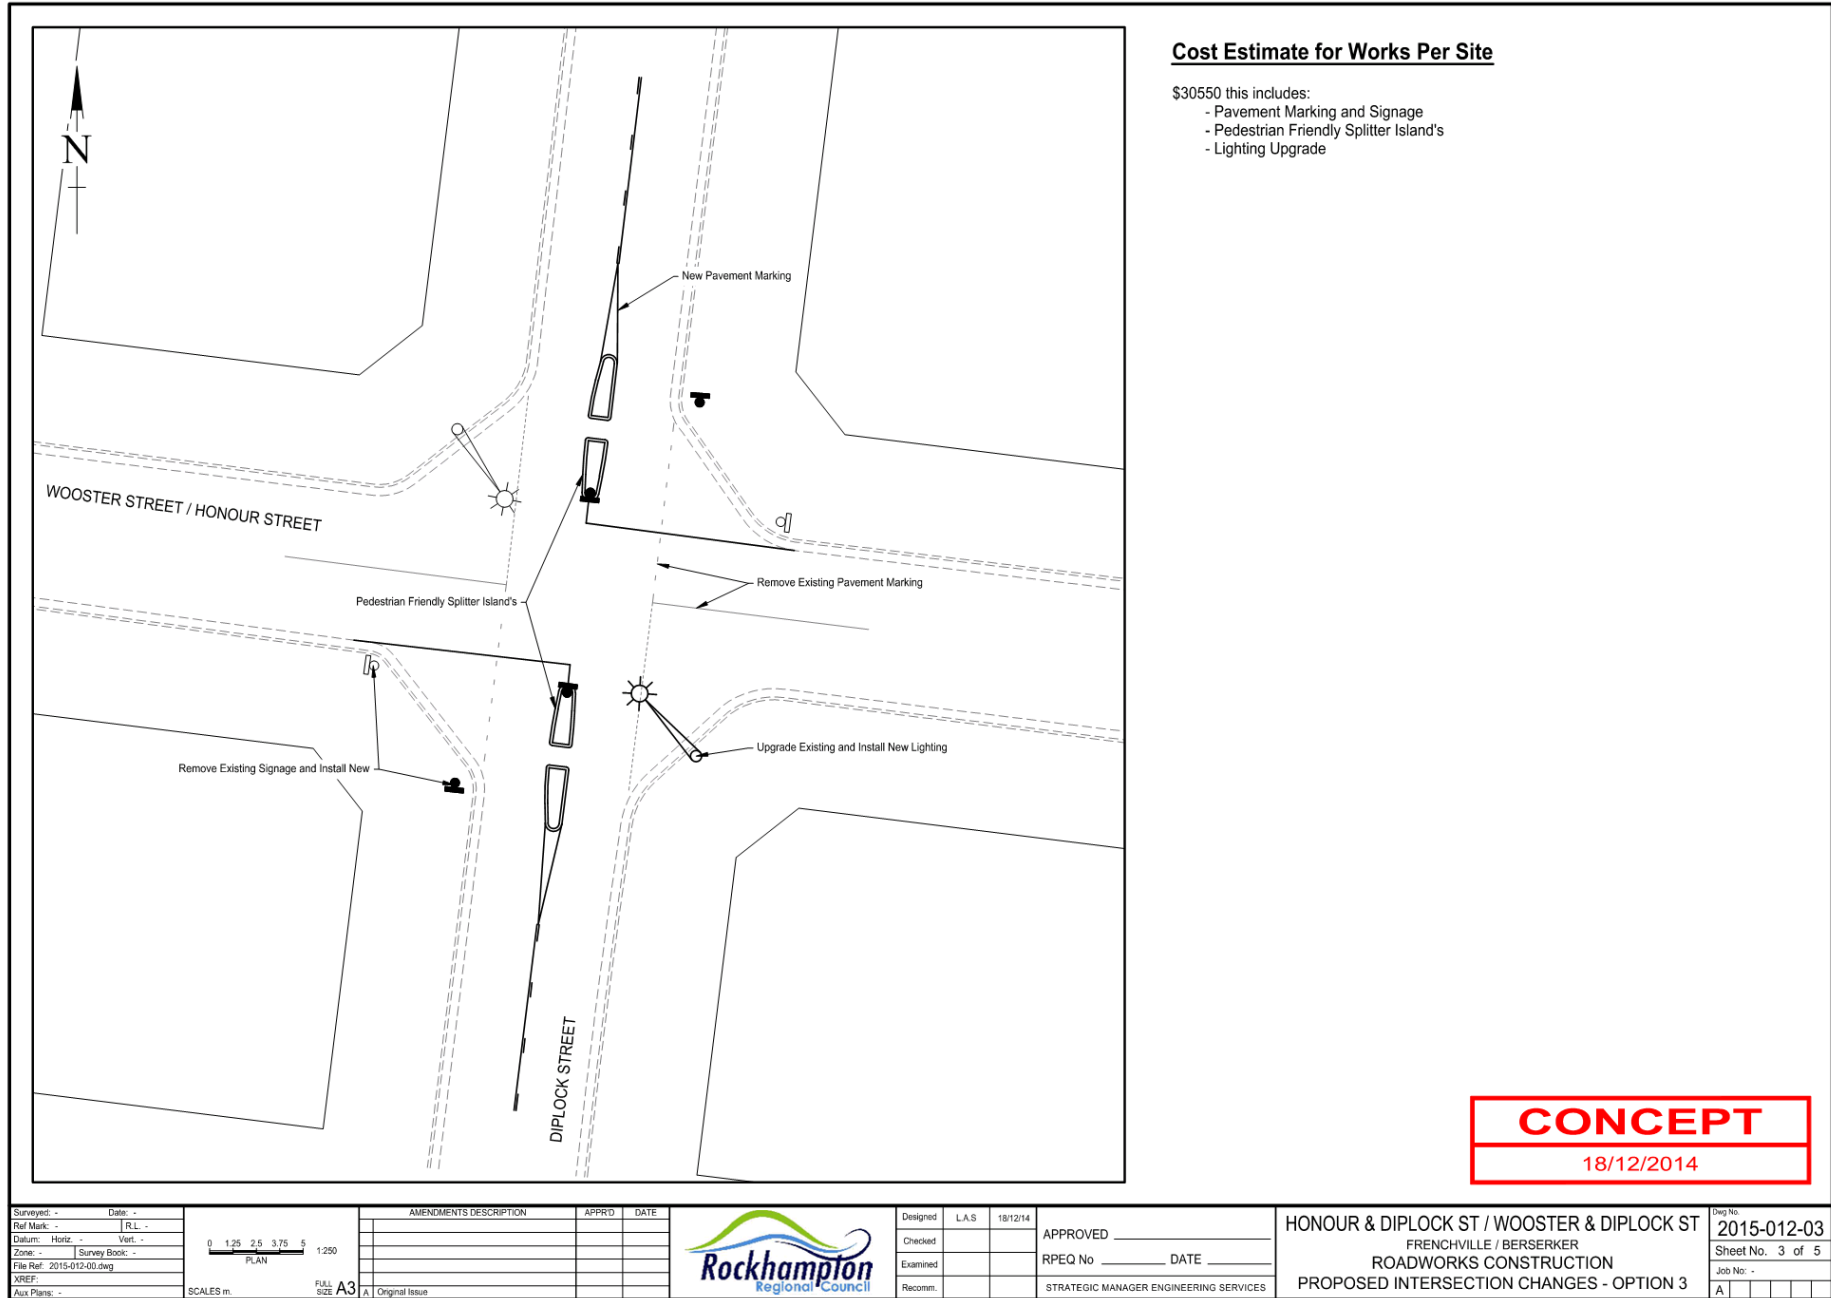 Cost Estimate for Works Per Site
$30550 this includes:
- Pavement Marking and Signage
- Pedestrian Friendly Splitter Island's
- Lighting Upgrade
N
New Pavement Marking
WOOSTER STREET / HONOUR STREET
Remove Existing Pavement Marking
Pedestrian Friendly Splitter Island's
Upgrade Existing and Install New Lighting
Remove Existing Signage and Install New
DIPLOCK STREET
CONCEPT
18/12/2014
Surveyed: - Date: -
Ref Mark: - R.L. -
Datum: Horiz. - Vert. -
Zone: - Survey Book: -
File Ref: 2015-012-00.dwg
XREF:
Aux Plans: -
0 1.25 2.5 3.75 5 1:250
PLAN
SCALES m.
FULL SIZE A3
AMENDMENTS DESCRIPTION APPR'D DATE
A Original Issue
Rockhampton
Regional Council
Designed L.A.S 18/12/14
Checked
Examined
Recomm.
APPROVED
RPEQ No DATE
STRATEGIC MANAGER ENGINEERING SERVICES
HONOUR & DIPLOCK ST / WOOSTER & DIPLOCK ST
FRENCHVILLE / BERSERKER
ROADWORKS CONSTRUCTION
PROPOSED INTERSECTION CHANGES - OPTION 3
Dwg No.
2015-012-03
Sheet No. 3 of 5
Job No: -
A